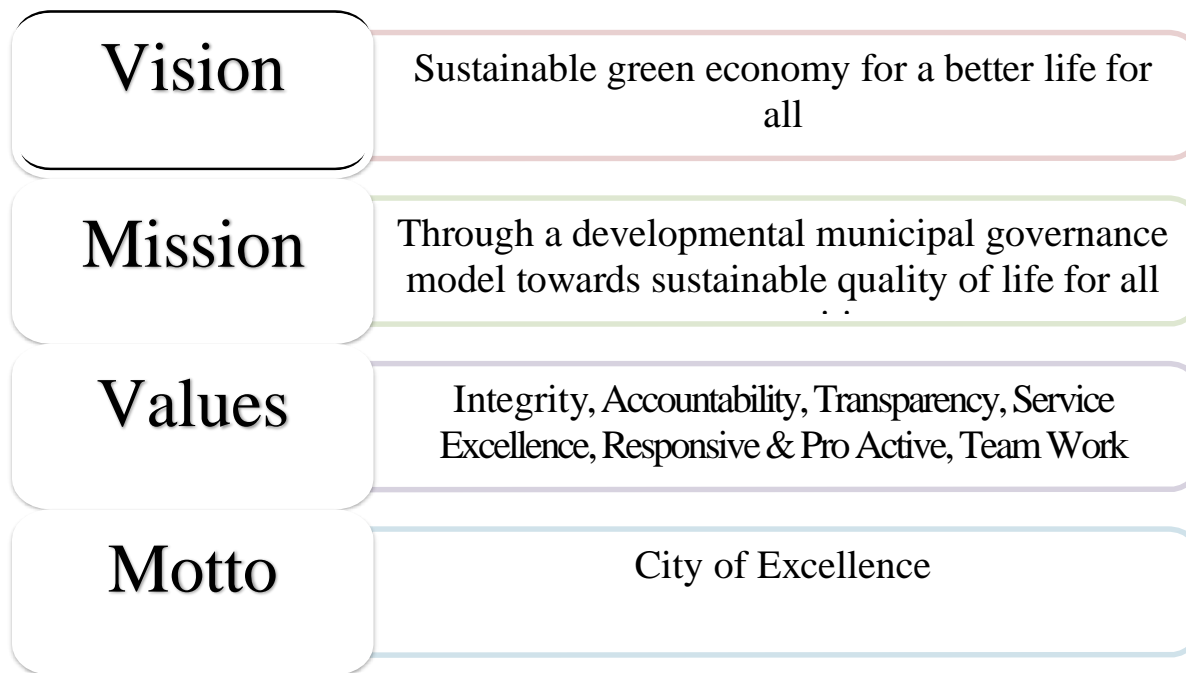 Vision
Sustainable green economy for a better life for
all
Mission
Through a developmental municipal governance
model towards sustainable quality of life for all
Values
Integrity, Accountability, Transparency, Service
Excellence, Responsive & Pro Active, Team Work
Motto
City of Excellence